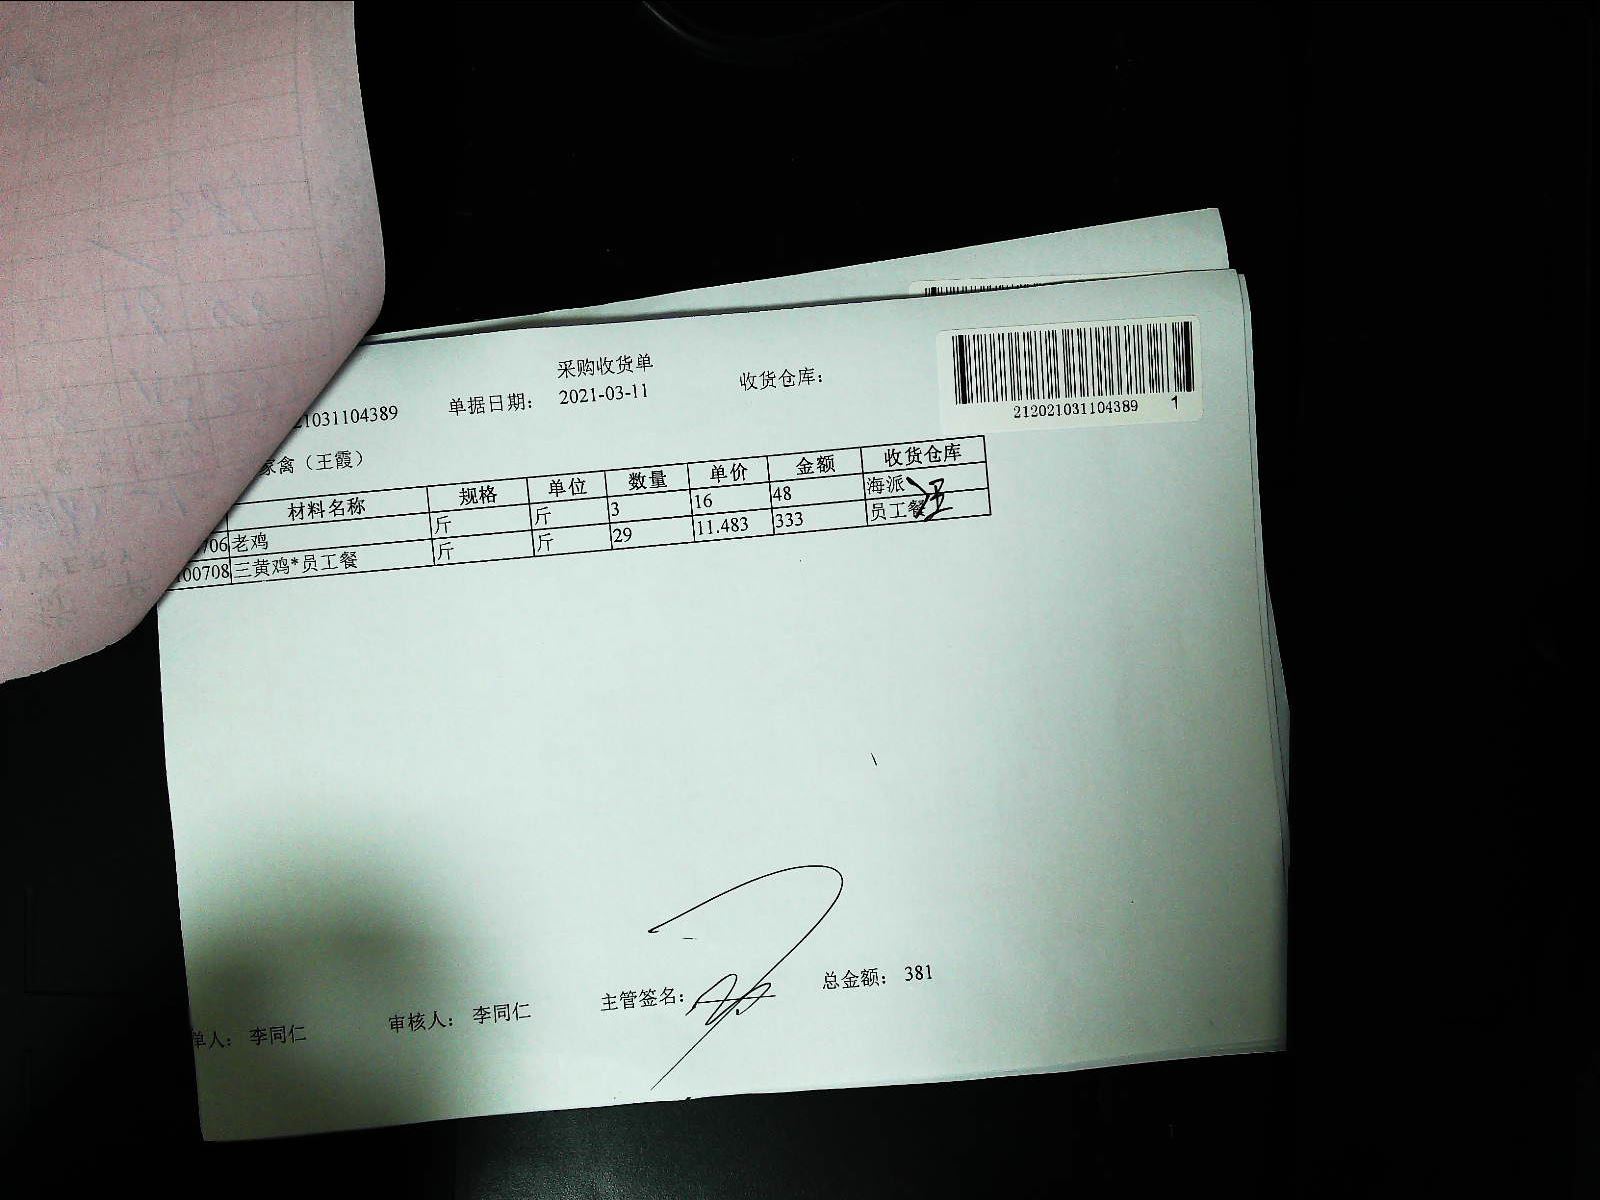 采购收货单
21031104389 单据日期： 2021-03-11 收货仓库：
212021031104389 1
家禽（王霞）
材料名称 规格 单位 数量 单价 金额 收货仓库
706 老鸡 斤 斤 3 16 48 海派
00708 三黄鸡*员工餐 斤 斤 29 11.483 333 员工餐
单人： 李同仁 审核人： 李同仁 主管签名： 总金额： 381